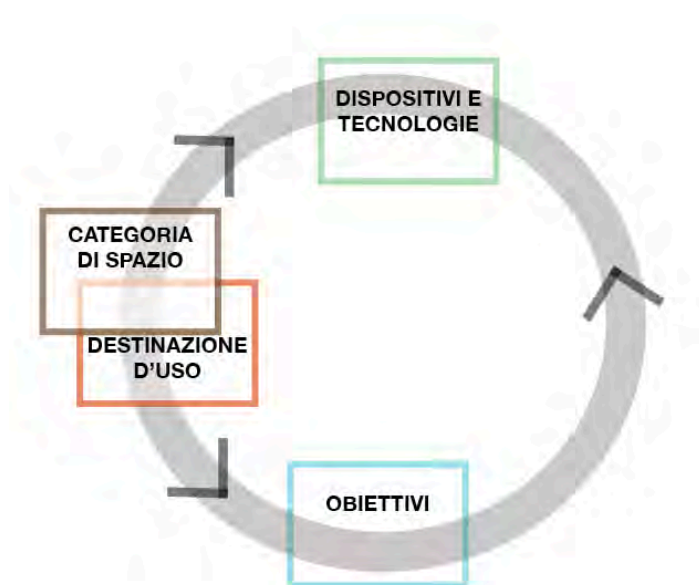 DISPOSITIVI E
TECNOLOGIE
CATEGORIA
DI SPAZIO
DESTINAZIONE
D'USO
OBIETTIVI